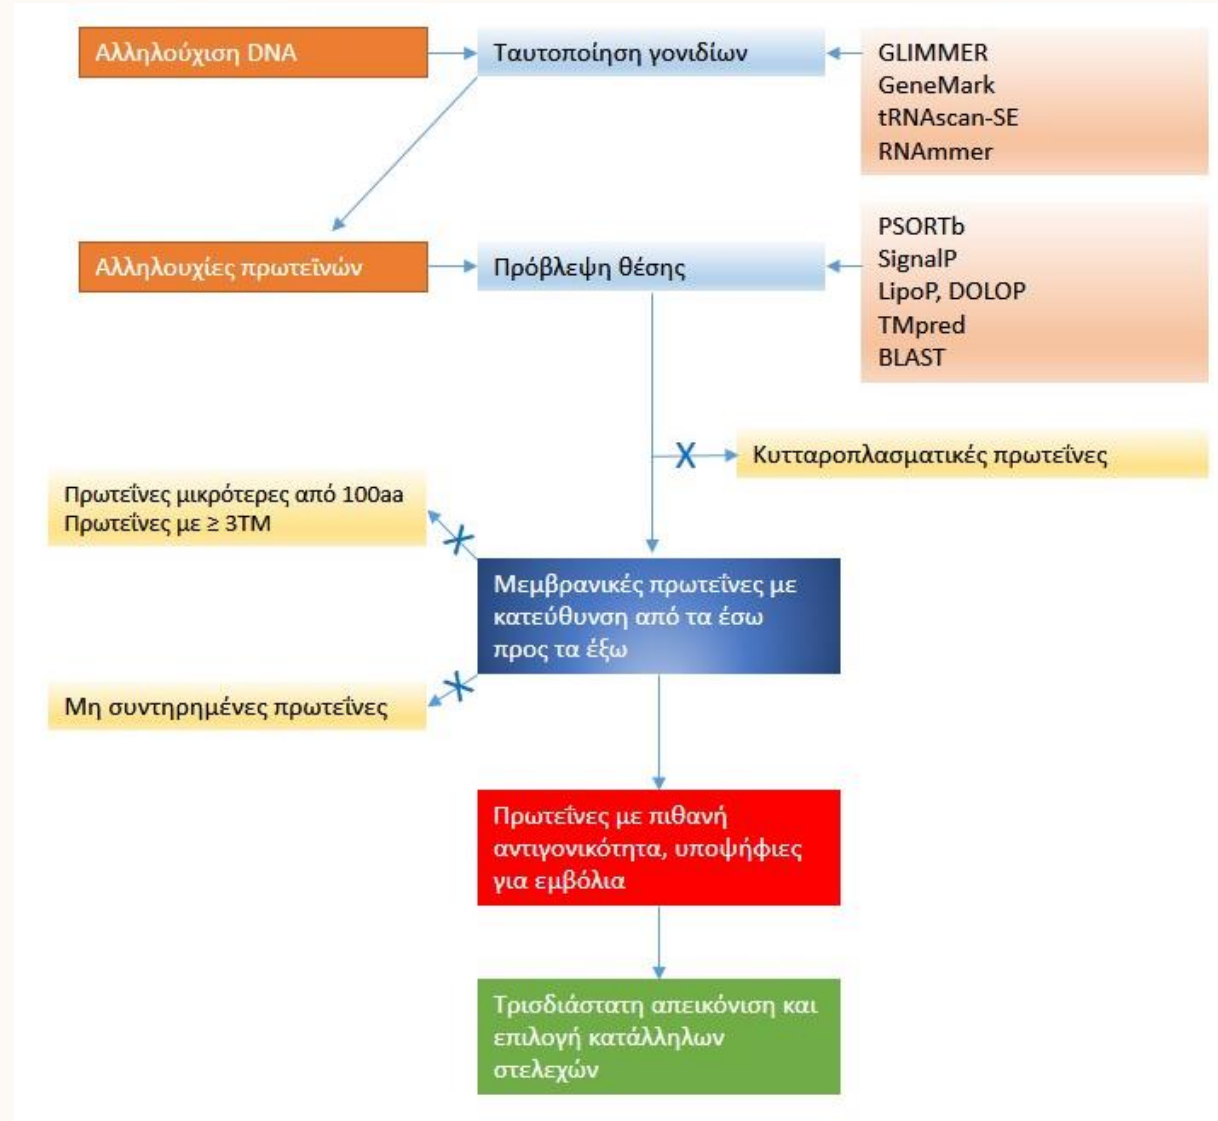 Αλληλούχιση DNA
Ταυτοποίηση γονιδίων
GLIMMER
GeneMark
tRNAscan-SE
RNAmmer
Αλληλουχίες πρωτεϊνών
Πρόβλεψη θέσης
PSORTb
SignalP
LipoP, DOLOP
TMpred
BLAST
X
Κυτταροπλασματικές πρωτεΐνες
Πρωτεΐνες μικρότερες από 100aa
Πρωτεΐνες με ≥ 3TM
X
Μεμβρανικές πρωτεΐνες με
κατεύθυνση από τα έσω
προς τα έξω
X
Μη συντηρημένες πρωτεΐνες
Πρωτεΐνες με πιθανή
αντιγονικότητα, υποψήφιες
για εμβόλια
Τρισδιάστατη απεικόνιση και
επιλογή κατάλληλων
στελεχών